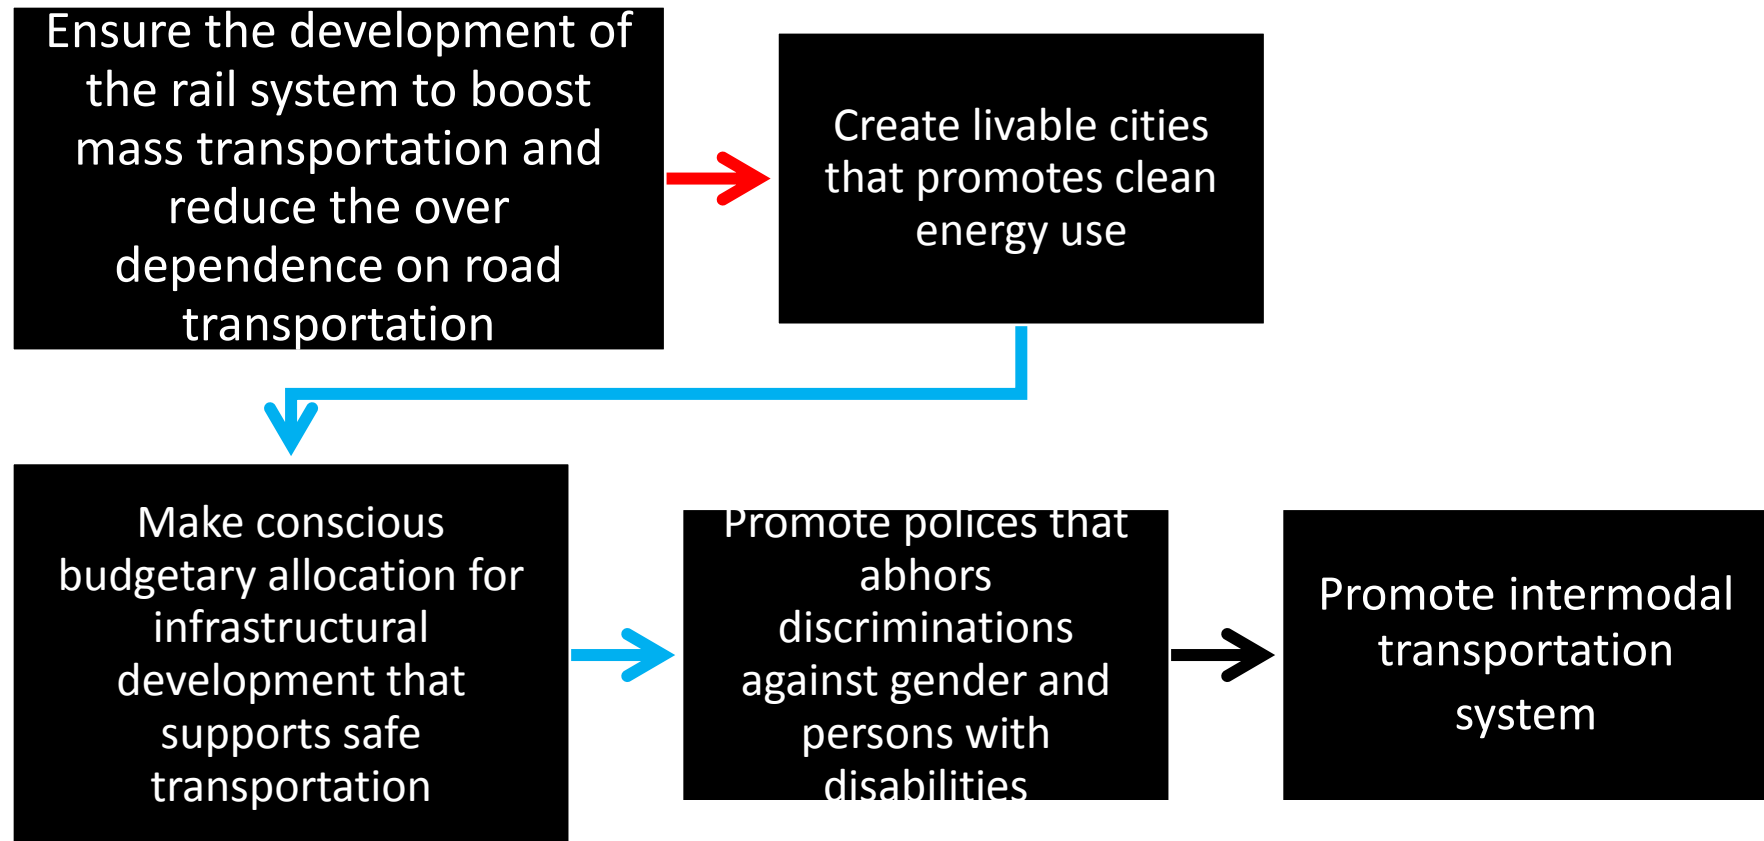 Ensure the development of
the rail system to boost
mass transportation and
reduce the over
dependence on road
transportation
Create livable cities
that promotes clean
energy use
Make conscious
budgetary allocation for
infrastructural
development that
supports safe
transportation
Promote polices that
abhors
discriminations
against gender and
persons with
disabilities
Promote intermodal
transportation
system